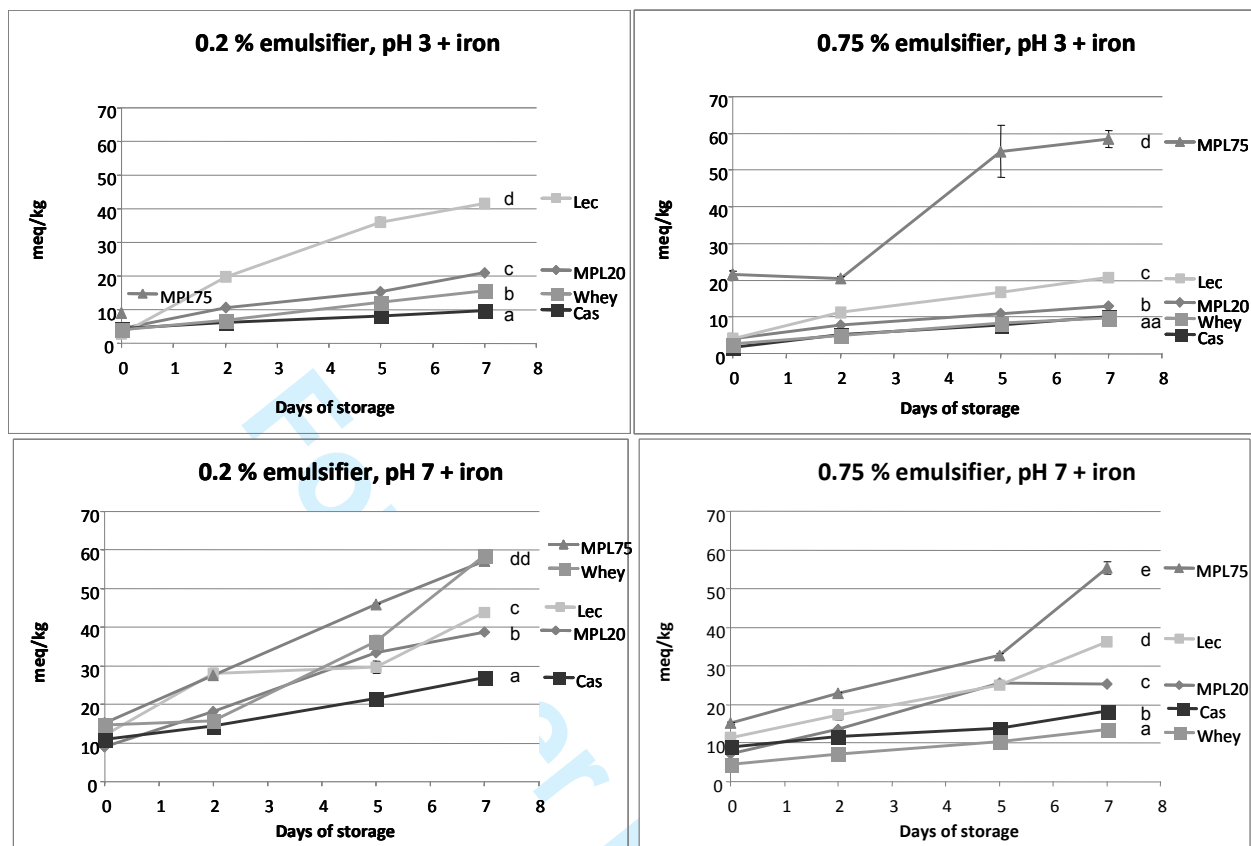 0.2 % emulsifier, pH 3 + iron
70
60
50
40
30
20
10
0
meq/kg
0 1 2 3 4 5 6 7 8
Days of storage
MPL75
d
c
b
a
Lec
MPL20
Whey
Cas
0.75 % emulsifier, pH 3 + iron
70
60
50
40
30
20
10
0
meq/kg
0 1 2 3 4 5 6 7 8
Days of storage
d
c
b
aa
MPL75
Lec
MPL20
Whey
Cas
0.2 % emulsifier, pH 7 + iron
70
60
50
40
30
20
10
0
meq/kg
0 1 2 3 4 5 6 7 8
Days of storage
dd
c
b
a
MPL75
Whey
Lec
MPL20
Cas
0.75 % emulsifier, pH 7 + iron
70
60
50
40
30
20
10
0
meq/kg
0 1 2 3 4 5 6 7 8
Days of storage
e
d
c
b
a
MPL75
Lec
MPL20
Cas
Whey